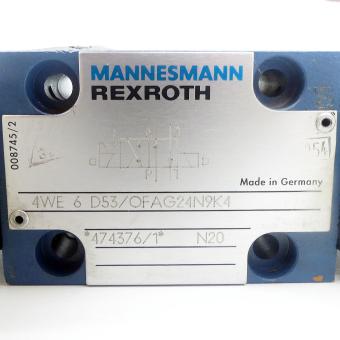 MANNESMANN
REXROTH
008745/2
P T
Made in Germany
4WE 6 D53/OFAG24N9K4
*474376/1* N20